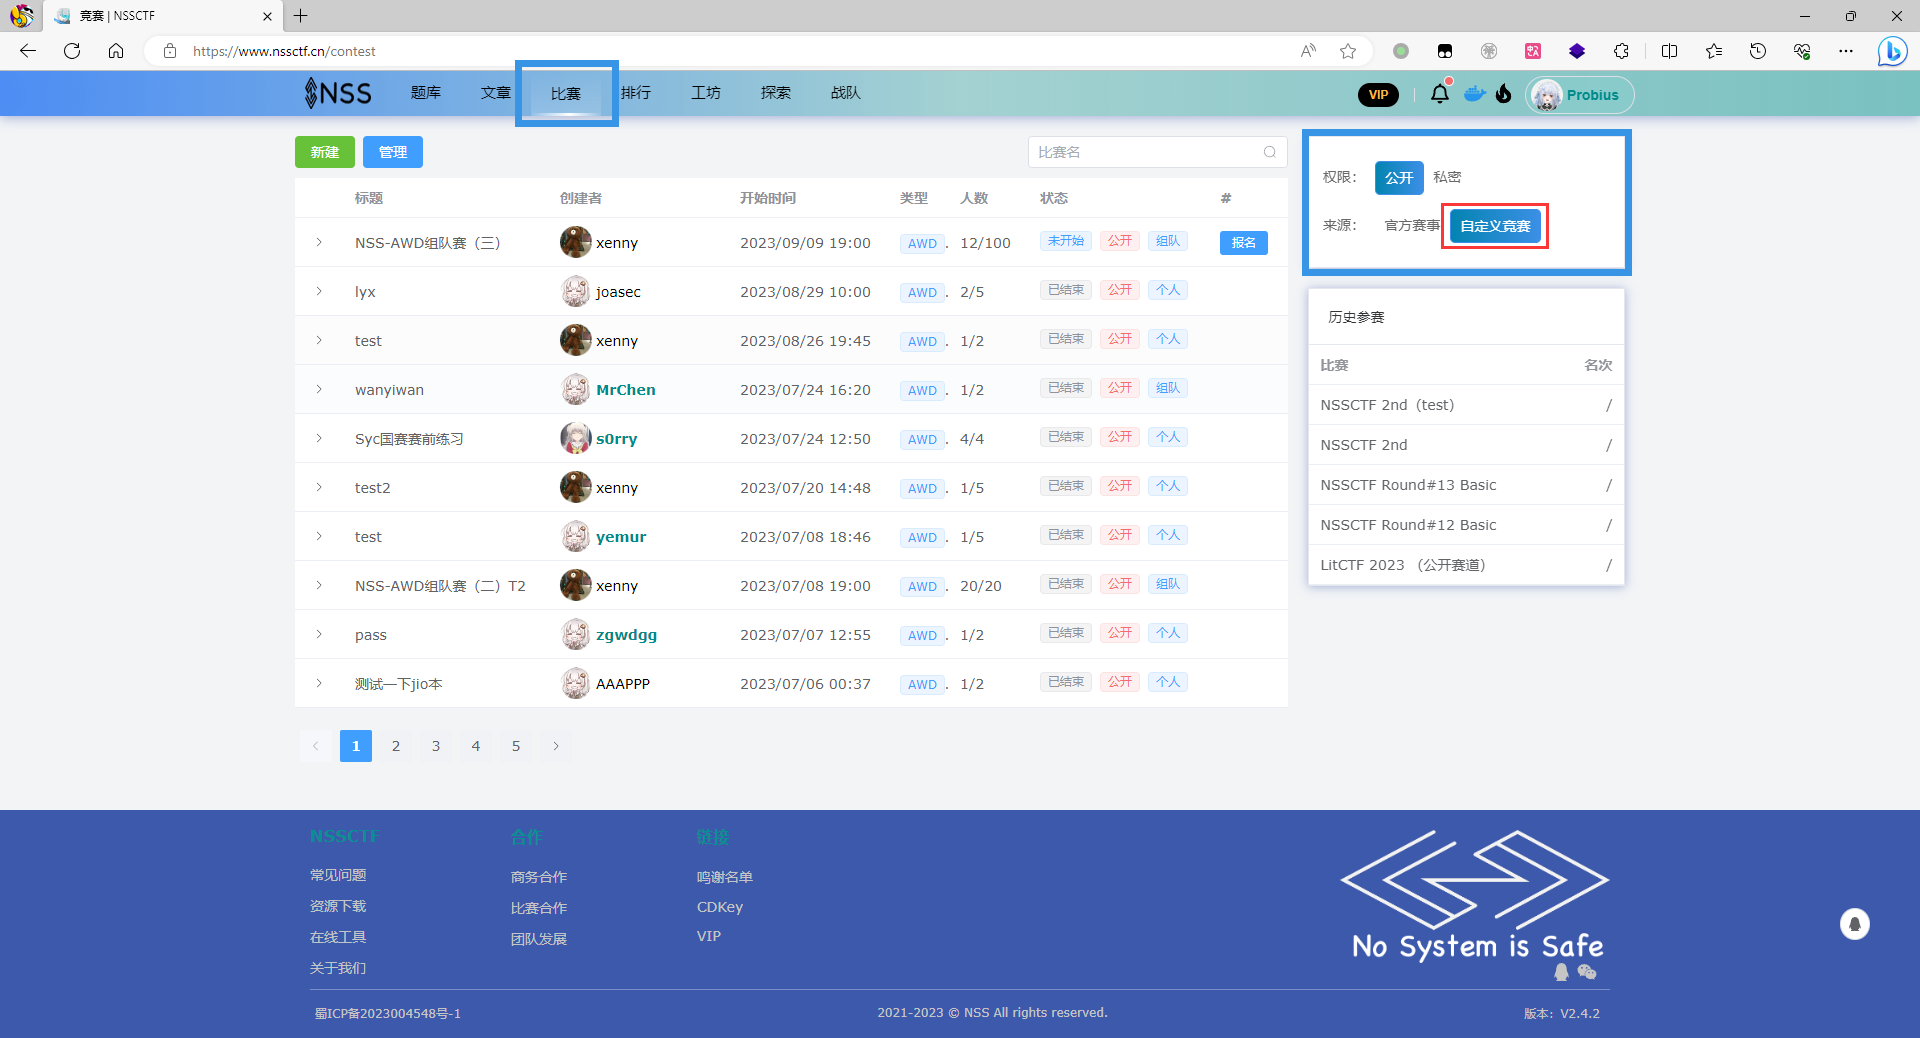 竞赛 | NSSCTF
https://www.nssctf.cn/contest
NSS 题库 文章 比赛 排行 工坊 探索 战队 VIP Probius
新建 管理 比赛名
标题 创建者 开始时间 类型 人数 状态 #
NSS-AWD组队赛（三） xenny 2023/09/09 19:00 AWD . 12/100 未开始 公开 组队 报名
lyx joasec 2023/08/29 10:00 AWD . 2/5 已结束 公开 个人
test xenny 2023/08/26 19:45 AWD . 1/2 已结束 公开 个人
wanyiwan MrChen 2023/07/24 16:20 AWD . 1/2 已结束 公开 组队
Syc国赛赛前练习 s0rry 2023/07/24 12:50 AWD . 4/4 已结束 公开 个人
test2 xenny 2023/07/20 14:48 AWD . 1/5 已结束 公开 个人
test yemur 2023/07/08 18:46 AWD . 1/5 已结束 公开 个人
NSS-AWD组队赛（二）T2 xenny 2023/07/08 19:00 AWD . 20/20 已结束 公开 组队
pass zgwdgg 2023/07/07 12:55 AWD . 1/2 已结束 公开 个人
测试一下jio本 AAAPPP 2023/07/06 00:37 AWD . 1/2 已结束 公开 个人
1 2 3 4 5
权限： 公开 私密
来源： 官方赛事 自定义竞赛
历史参赛
比赛 名次
NSSCTF 2nd（test） /
NSSCTF 2nd /
NSSCTF Round#13 Basic /
NSSCTF Round#12 Basic /
LitCTF 2023 （公开赛道） /
NSSCTF
常见问题
资源下载
在线工具
关于我们
合作
商务合作
比赛合作
团队发展
链接
鸣谢名单
CDKey
VIP
No System is Safe
蜀ICP备2023004548号-1
2021-2023 © NSS All rights reserved.
版本：V2.4.2